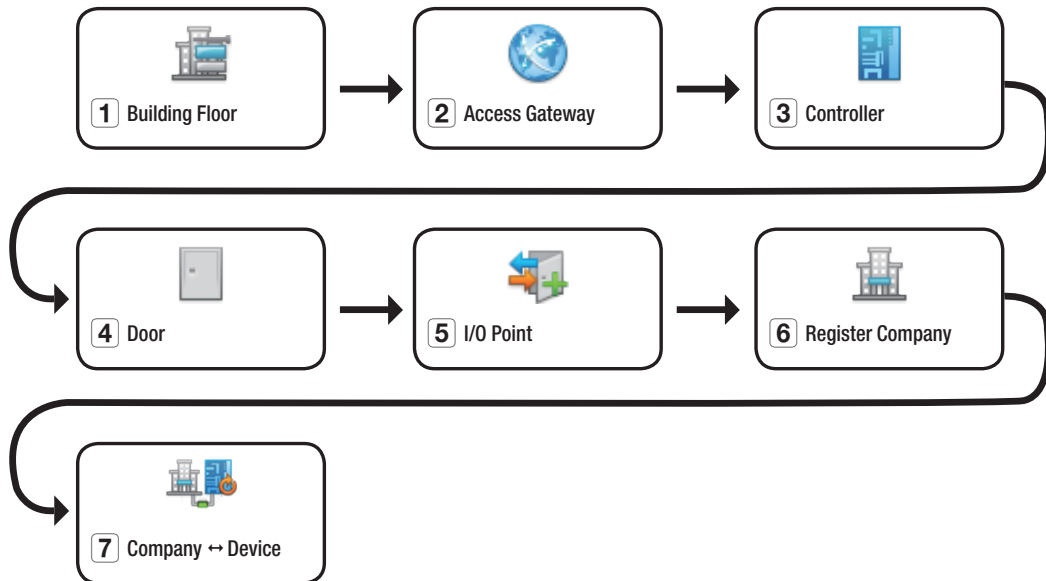 1 Building Floor
2 Access Gateway
3 Controller
4 Door
5 I/O Point
6 Register Company
7 Company ↔ Device